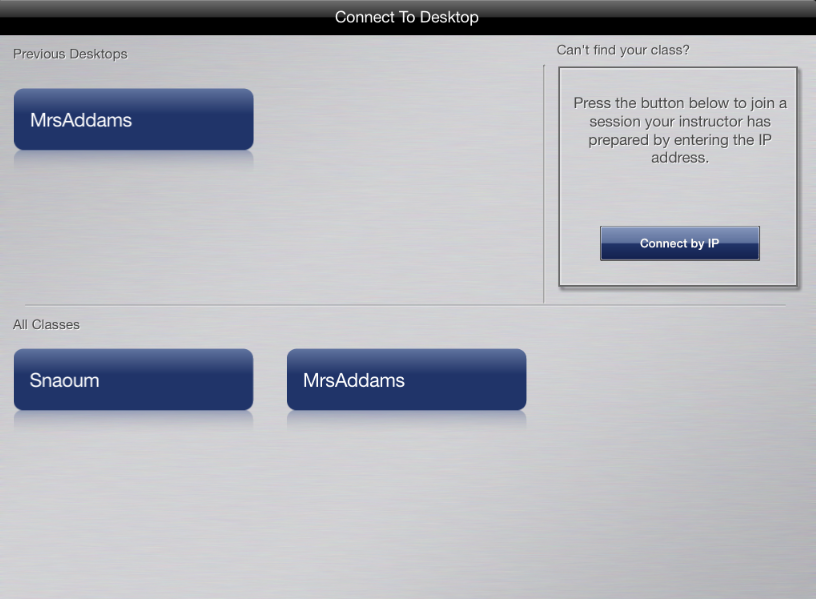 Connect To Desktop
Previous Desktops
MrsAddams
Can't find your class?
Press the button below to join a
session your instructor has
prepared by entering the IP
address.
Connect by IP
All Classes
Snaoum
MrsAddams